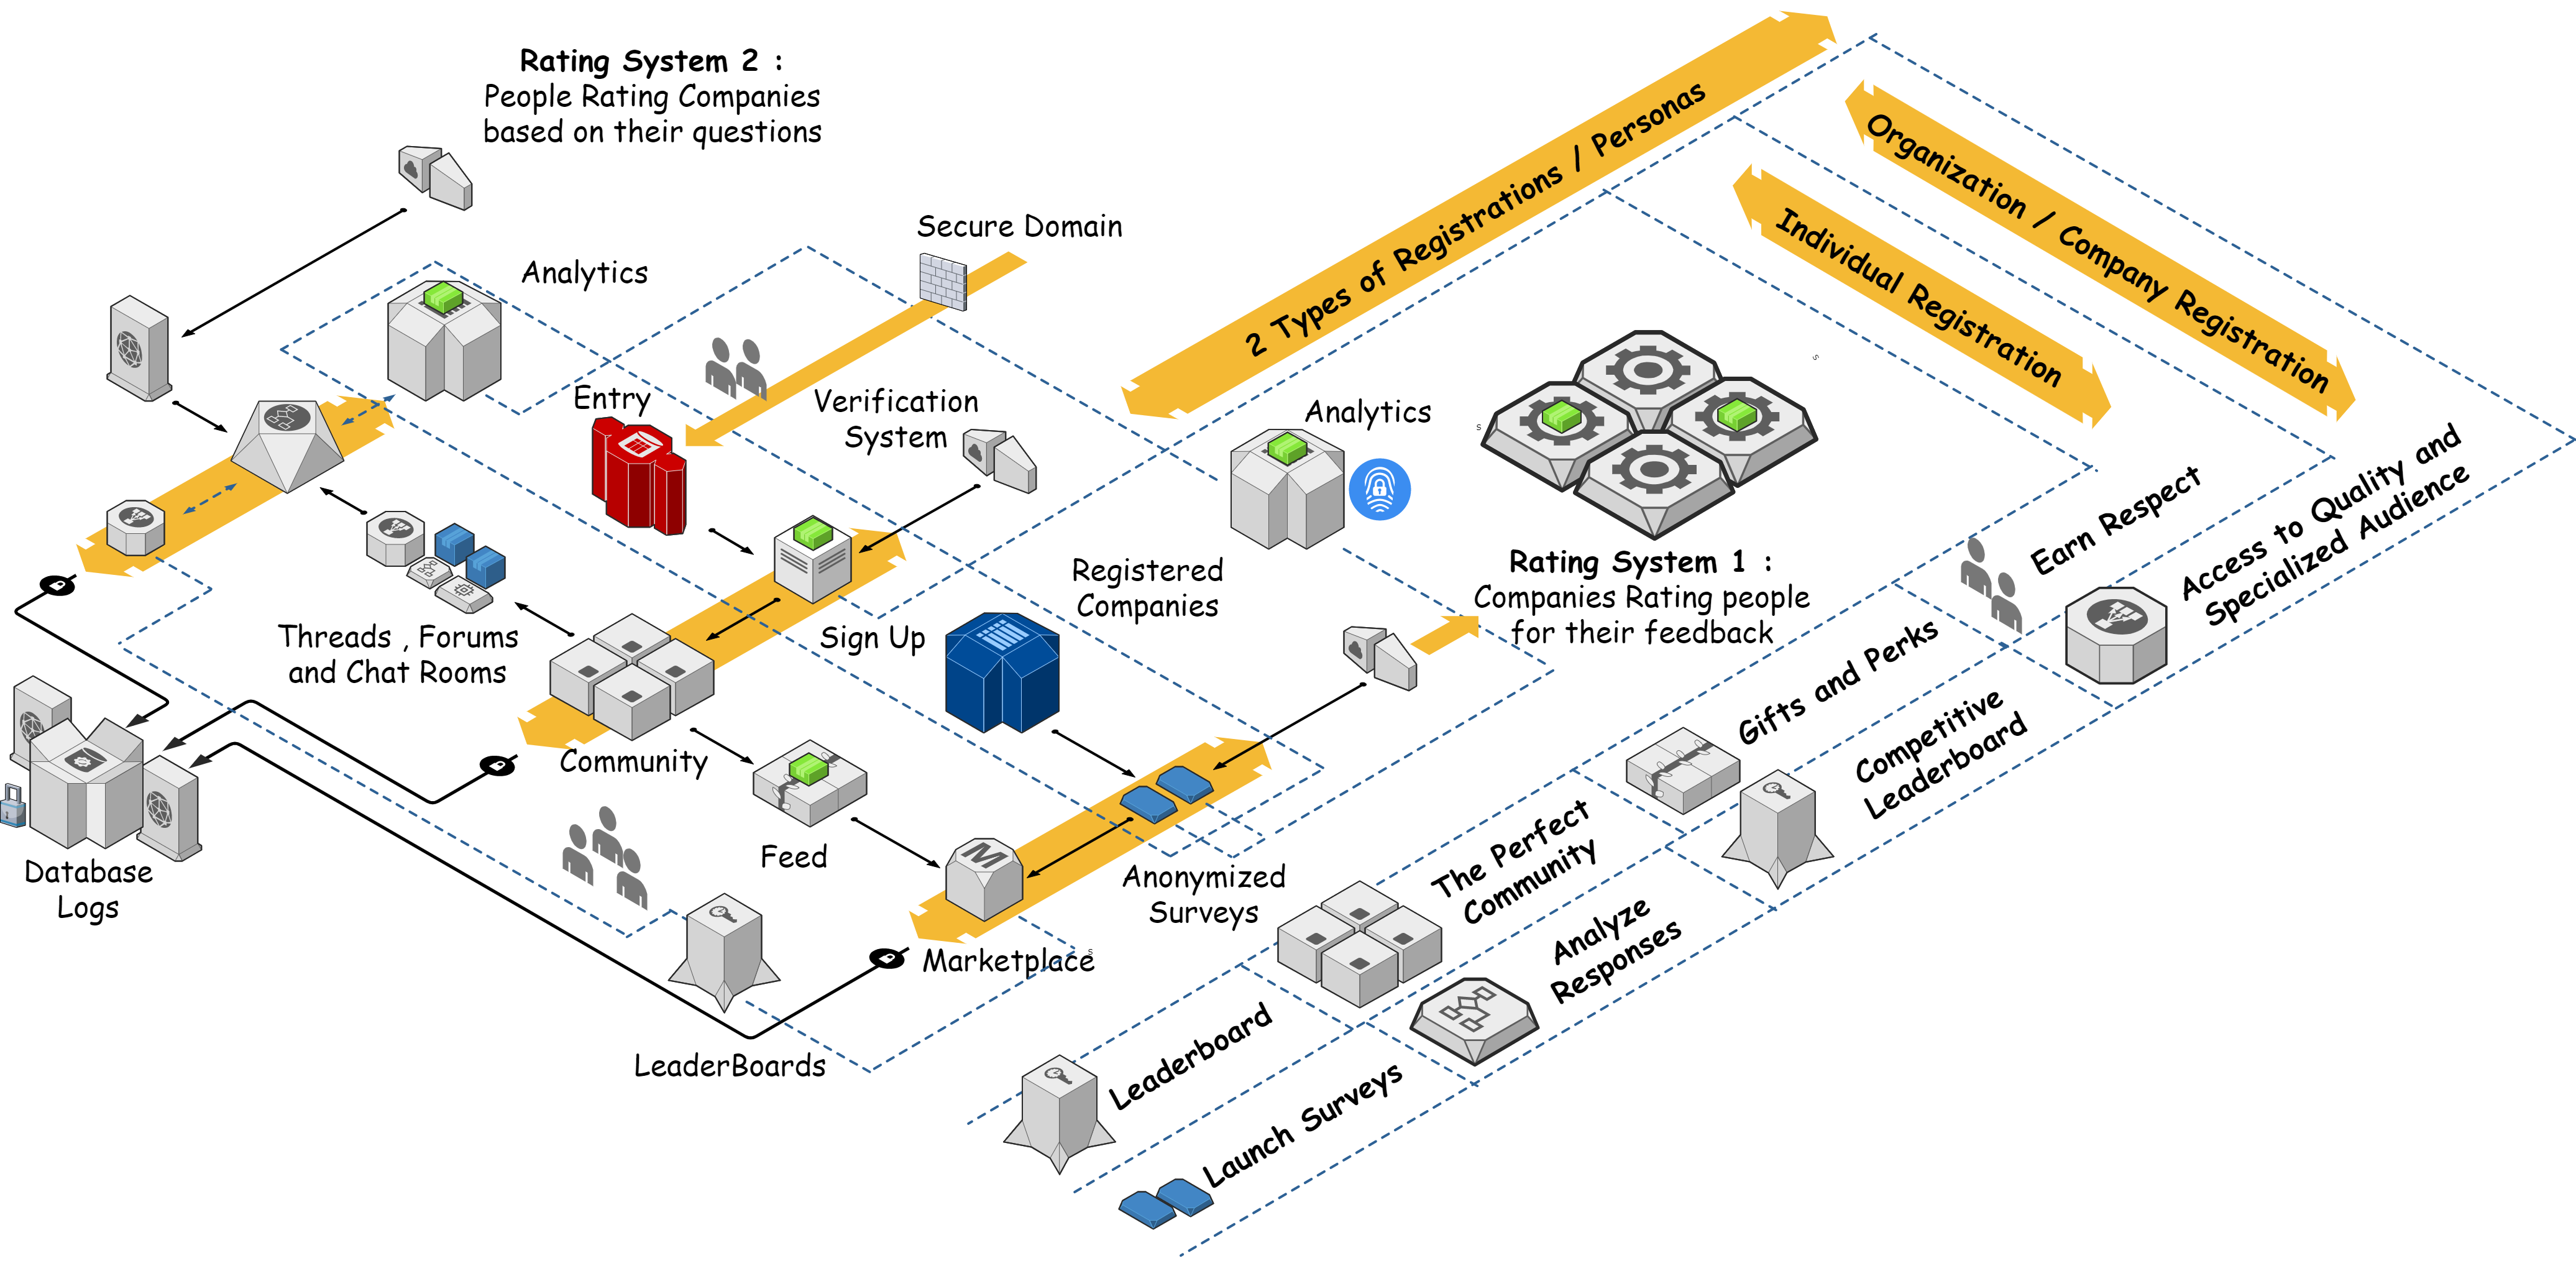 Rating System 2 :
People Rating Companies
based on their questions
Secure Domain
Analytics
Entry
Verification
System
2 Types of Registrations / Personas
Organization / Company Registration
Individual Registration
Analytics
s
s
Rating System 1 :
Companies Rating people
for their feedback
Registered
Companies
Sign Up
Threads , Forums
and Chat Rooms
Community
Feed
M
Anonymized
Surveys
Marketplace
s
Database
Logs
LeaderBoards
Earn Respect
Access to Quality and
Specialized Audience
Gifts and Perks
Competitive
Leaderboard
The Perfect
Community
Analyze
Responses
Leaderboard
Launch Surveys